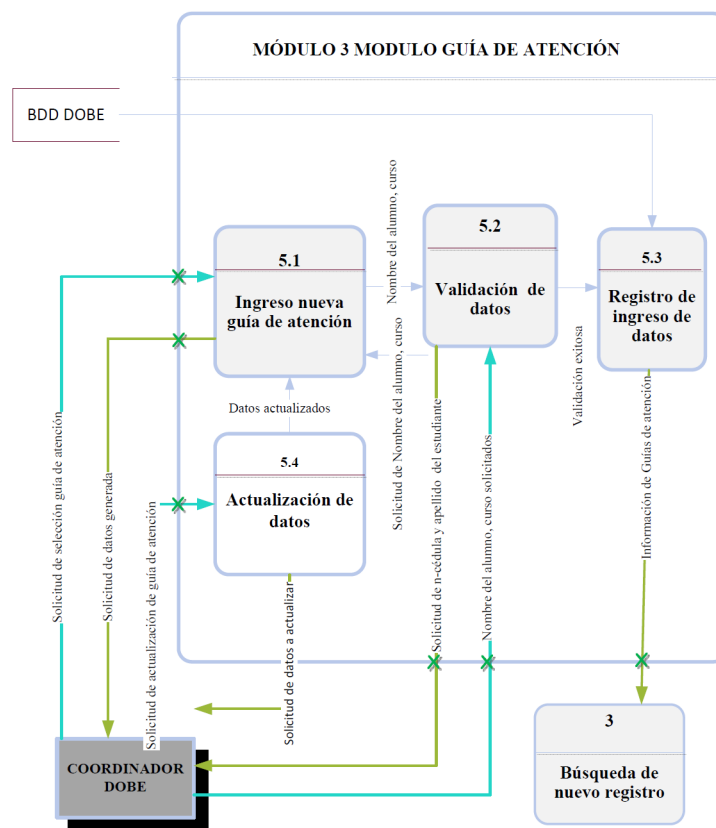 MÓDULO 3 MODULO GUÍA DE ATENCIÓN
BDD DOBE
Nombre del alumno, curso
5.1
Ingreso nueva
guía de atención
5.2
Validación de
datos
5.3
Registro de
ingreso de
datos
Validación exitosa
Solicitud de Nombre del alumno, curso
Datos actualizados
5.4
Actualización de
datos
Solicitud de selección guía de atención
Solicitud de datos generada
Solicitud de actualización de guía de atención
Solicitud de datos a actualizar
Solicitud de n-cédula y apellido del estudiante
Nombre del alumno, curso solicitados
Información de Guías de atención
3
Búsqueda de
nuevo registro
COORDINADOR
DOBE